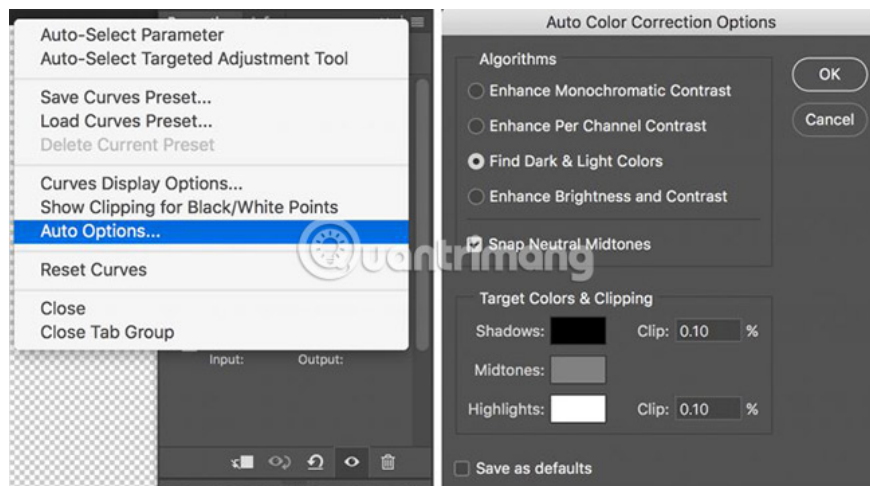 Auto-Select Parameter
Auto-Select Targeted Adjustment Tool
Save Curves Preset...
Load Curves Preset...
Delete Current Preset
Curves Display Options...
Show Clipping for Black/White Points
Auto Options...
Reset Curves
Close
Close Tab Group
Input: Output:
Auto Color Correction Options
Algorithms
Enhance Monochromatic Contrast
Enhance Per Channel Contrast
Find Dark & Light Colors
Enhance Brightness and Contrast
Snap Neutral Midtones
Target Colors & Clipping
Shadows: Clip: 0.10 %
Midtones:
Highlights: Clip: 0.10 %
Save as defaults
OK
Cancel
Quantrimang